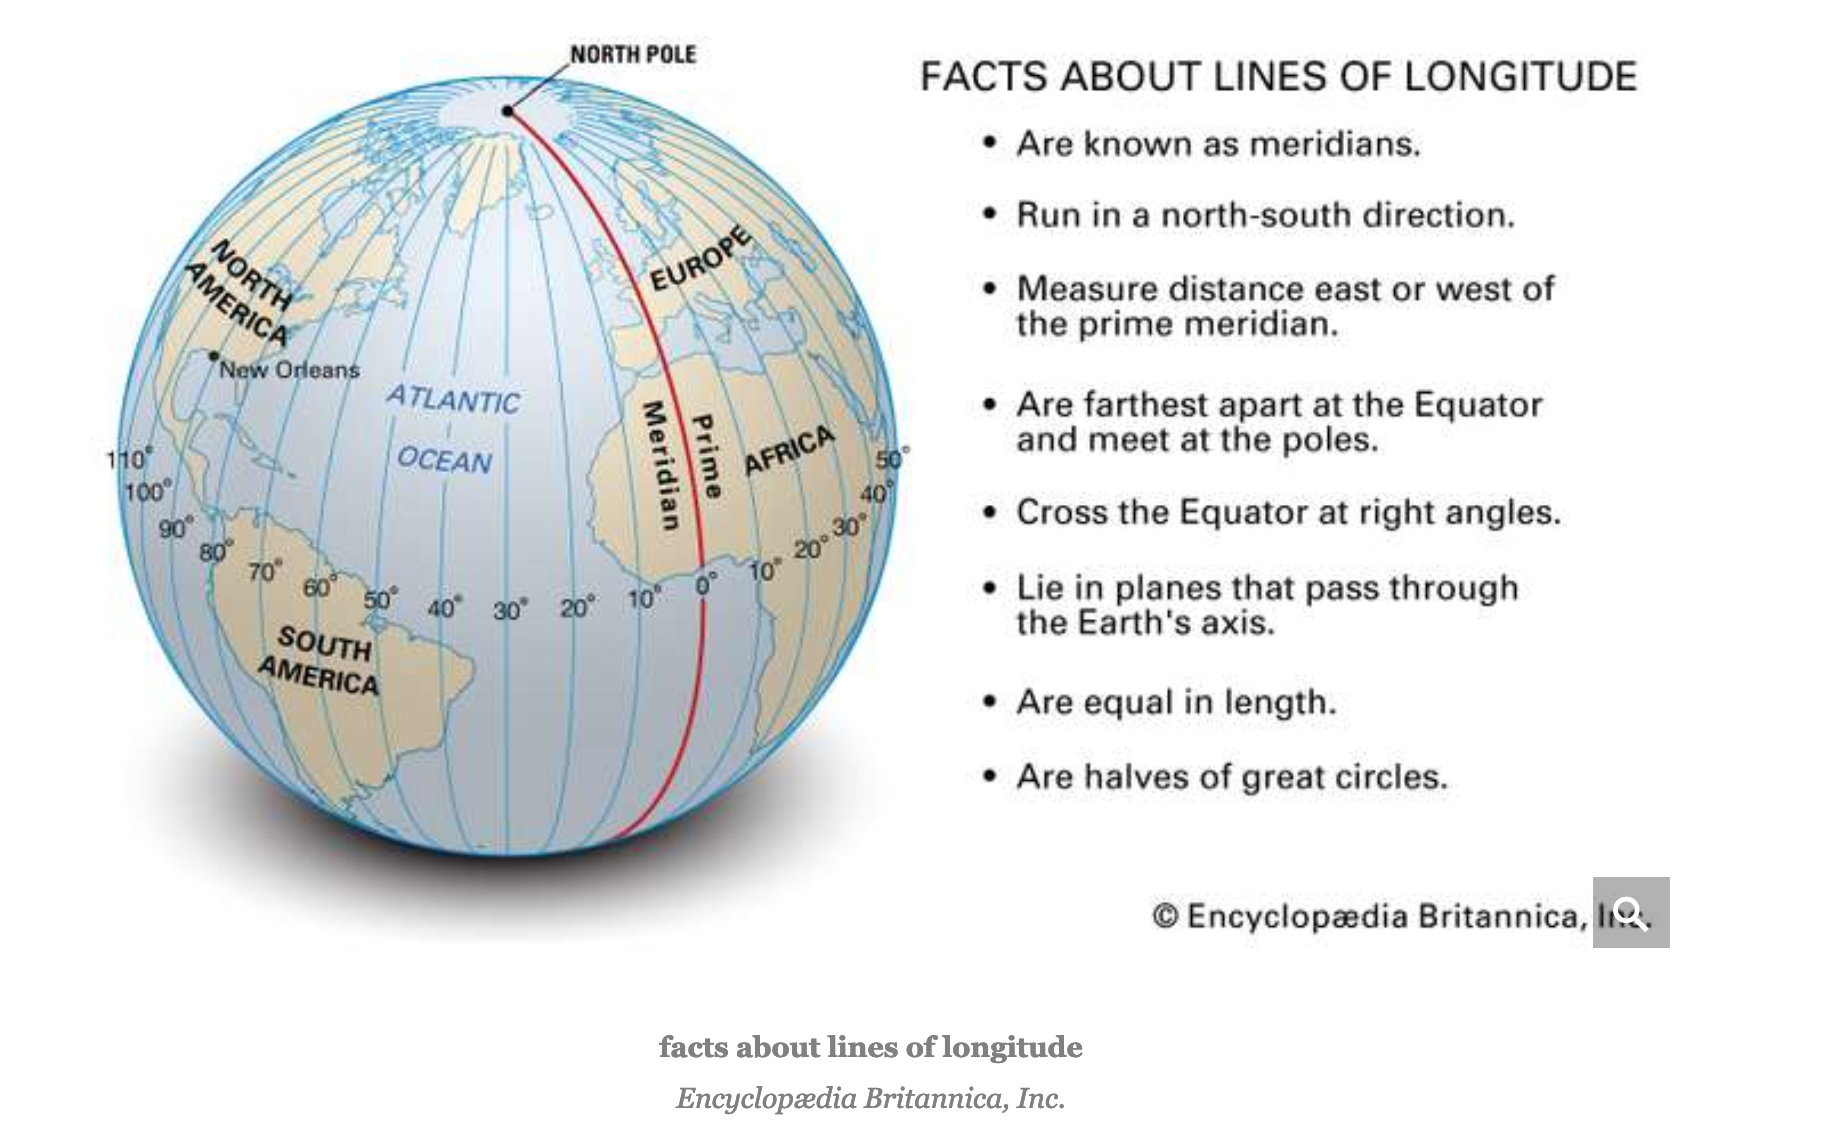 NORTH POLE
NORTH
AMERICA
New Orleans
ATLANTIC
OCEAN
EUROPE
Prime
Meridian
AFRICA
110°
100°
90°
80°
70°
60°
50°
40°
30°
20°
10°
0°
10°
20°
30°
40°
50°
SOUTH
AMERICA
FACTS ABOUT LINES OF LONGITUDE
• Are known as meridians.
• Run in a north-south direction.
• Measure distance east or west of
the prime meridian.
• Are farthest apart at the Equator
and meet at the poles.
• Cross the Equator at right angles.
• Lie in planes that pass through
the Earth's axis.
• Are equal in length.
• Are halves of great circles.
© Encyclopædia Britannica, Inc.
facts about lines of longitude
Encyclopædia Britannica, Inc.